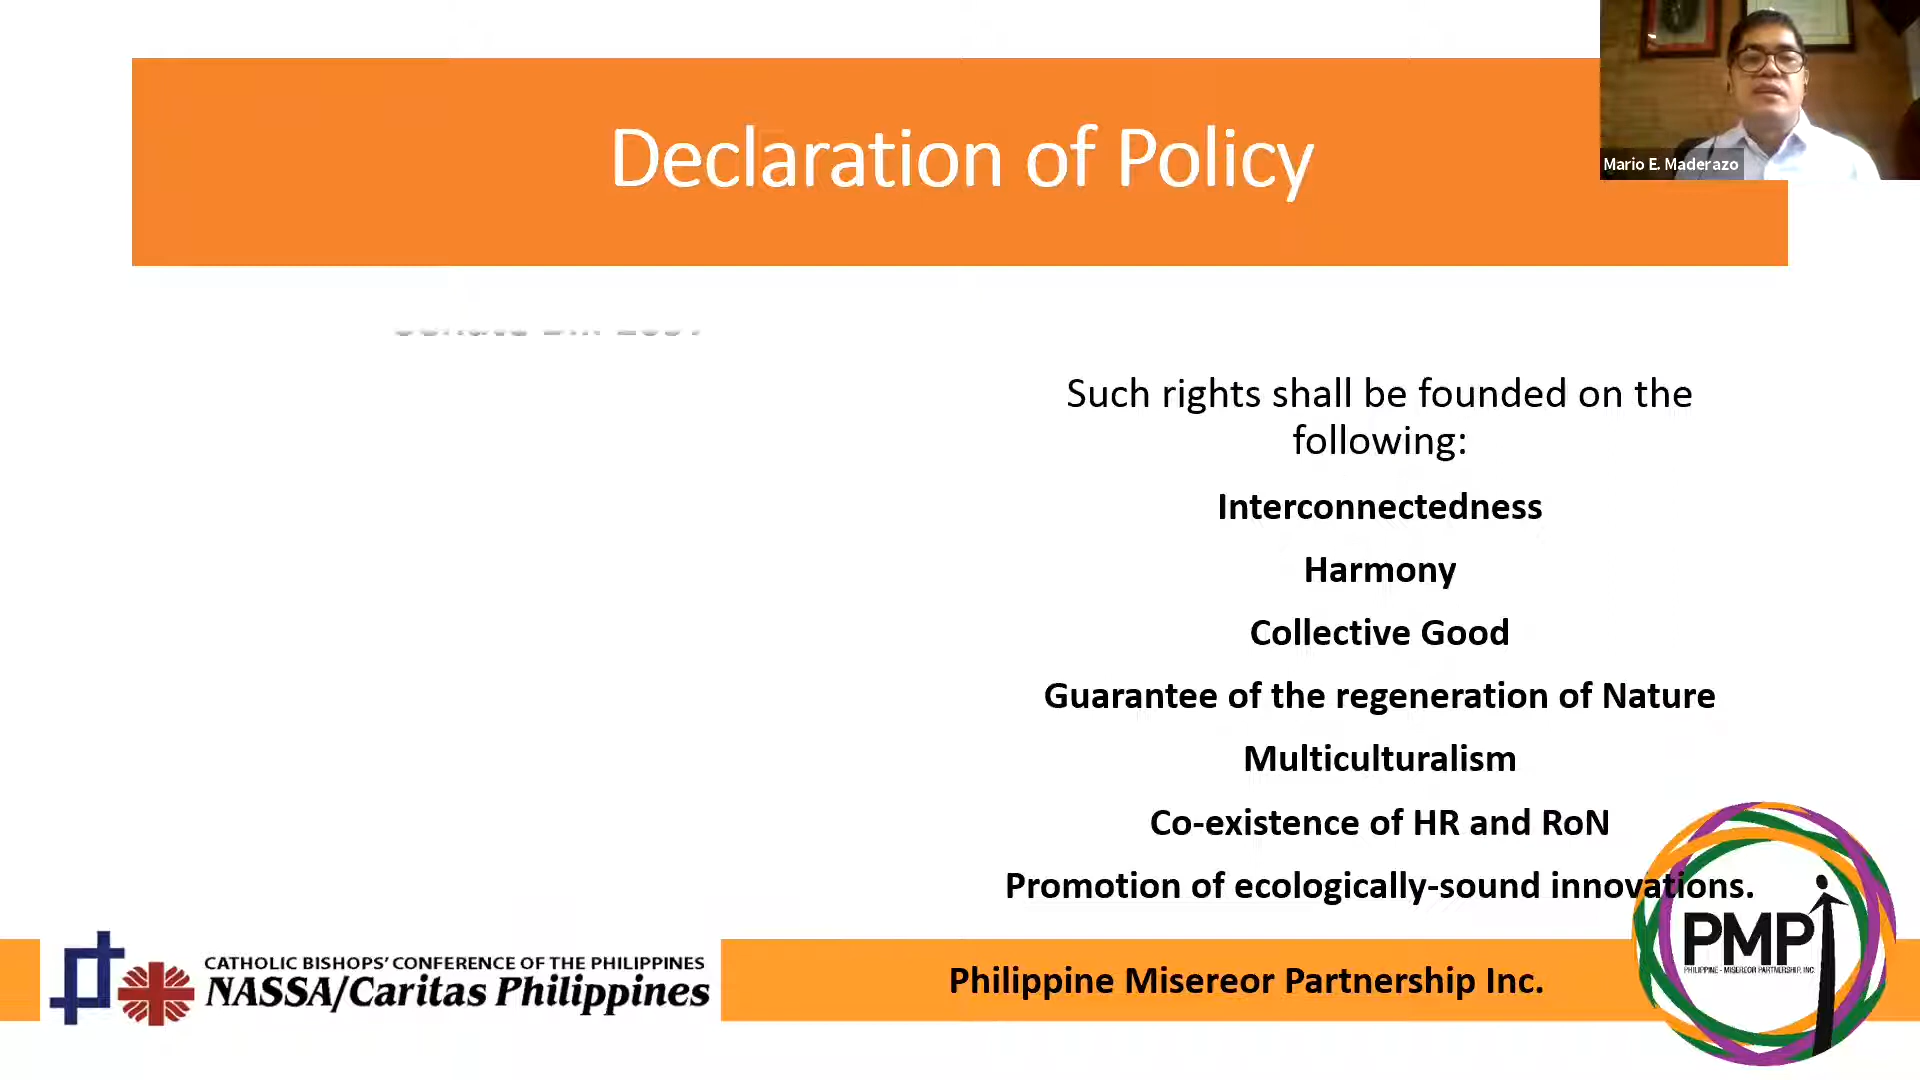 Declaration of Policy
Mario E. Maderazo
Such rights shall be founded on the
following:
Interconnectedness
Harmony
Collective Good
Guarantee of the regeneration of Nature
Multiculturalism
Co-existence of HR and RoN
Promotion of ecologically-sound innovations.
CATHOLIC BISHOPS' CONFERENCE OF THE PHILIPPINES
NASSA/Caritas Philippines
Philippine Misereor Partnership Inc.
PMPI
PHILIPPINE - MISEREOR PARTNERSHIP, INC.